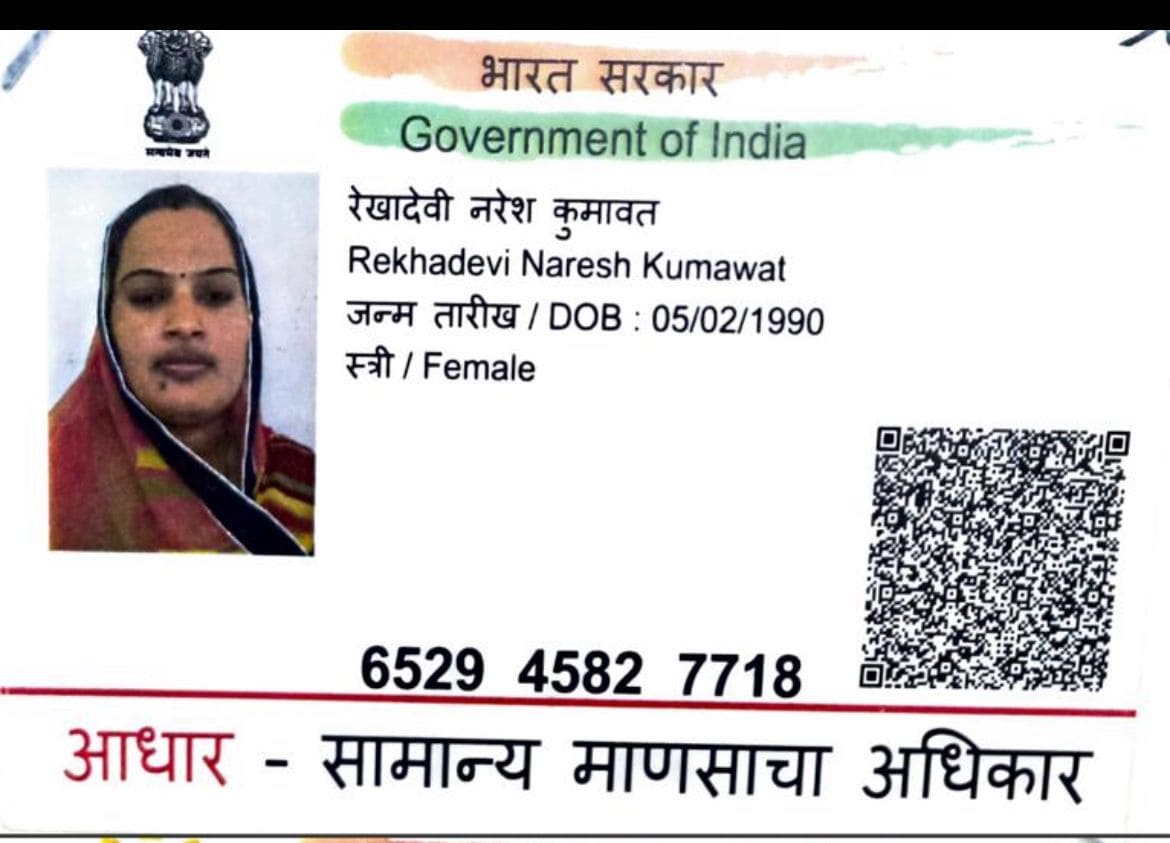 सत्यमेव जयते
भारत सरकार
Government of India
रेखादेवी नरेश कुमावत
Rekhadevi Naresh Kumawat
जन्म तारीख / DOB : 05/02/1990
स्त्री / Female
6529 4582 7718
आधार - सामान्य माणसाचा अधिकार